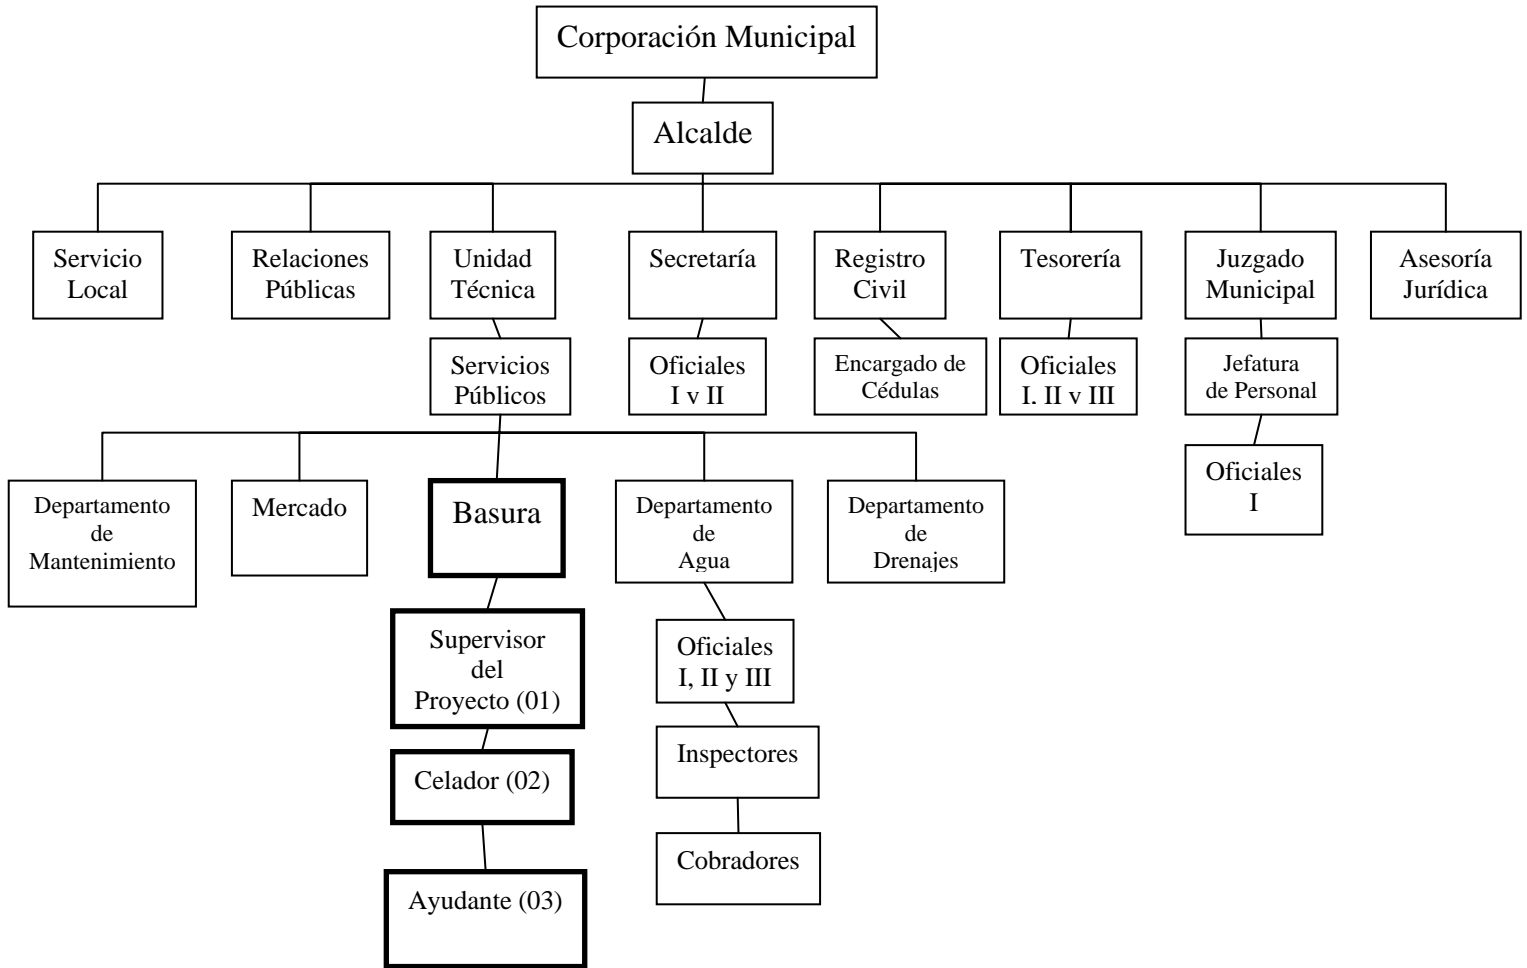 Corporación Municipal
Alcalde
Servicio
Local
Relaciones
Públicas
Unidad
Técnica
Secretaría
Registro
Civil
Tesorería
Juzgado
Municipal
Asesoría
Jurídica
Servicios
Públicos
Oficiales
I v II
Encargado de
Cédulas
Oficiales
I, II v III
Jefatura
de Personal
Oficiales
I
Departamento
de
Mantenimiento
Mercado
Basura
Departamento
de
Agua
Departamento
de
Drenajes
Supervisor
del
Proyecto (01)
Oficiales
I, II y III
Celador (02)
Inspectores
Ayudante (03)
Cobradores